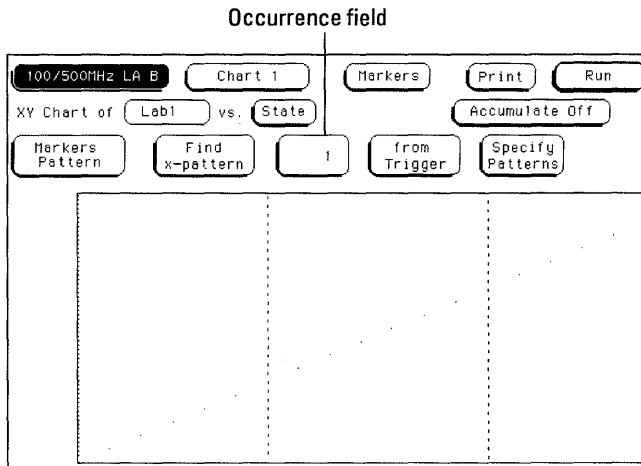 Occurrence field
100/500MHz LA B Chart 1 Markers Print Run
XY Chart of Lab1 vs. State Accumulate Off
Markers Pattern Find x-pattern 1 from Trigger Specify Patterns